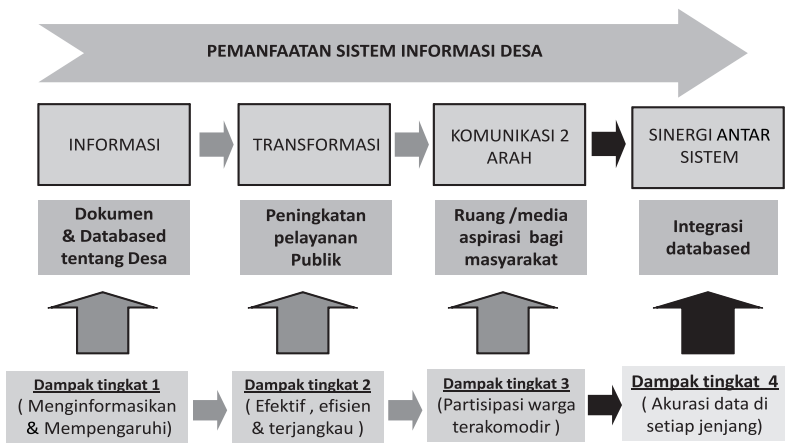 PEMANFAATAN SISTEM INFORMASI DESA
INFORMASI
TRANSFORMASI
KOMUNIKASI 2
ARAH
SINERGI ANTAR
SISTEM
Dokumen
& Databased
tentang Desa
Peningkatan
pelayanan
Publik
Ruang /media
aspirasi bagi
masyarakat
Integrasi
databased
Dampak tingkat 1
( Menginformasikan
& Mempengaruhi)
Dampak tingkat 2
( Efektif , efisien
& terjangkau )
Dampak tingkat 3
(Partisipasi warga
terakomodir )
Dampak tingkat 4
( Akurasi data di
setiap jenjang)